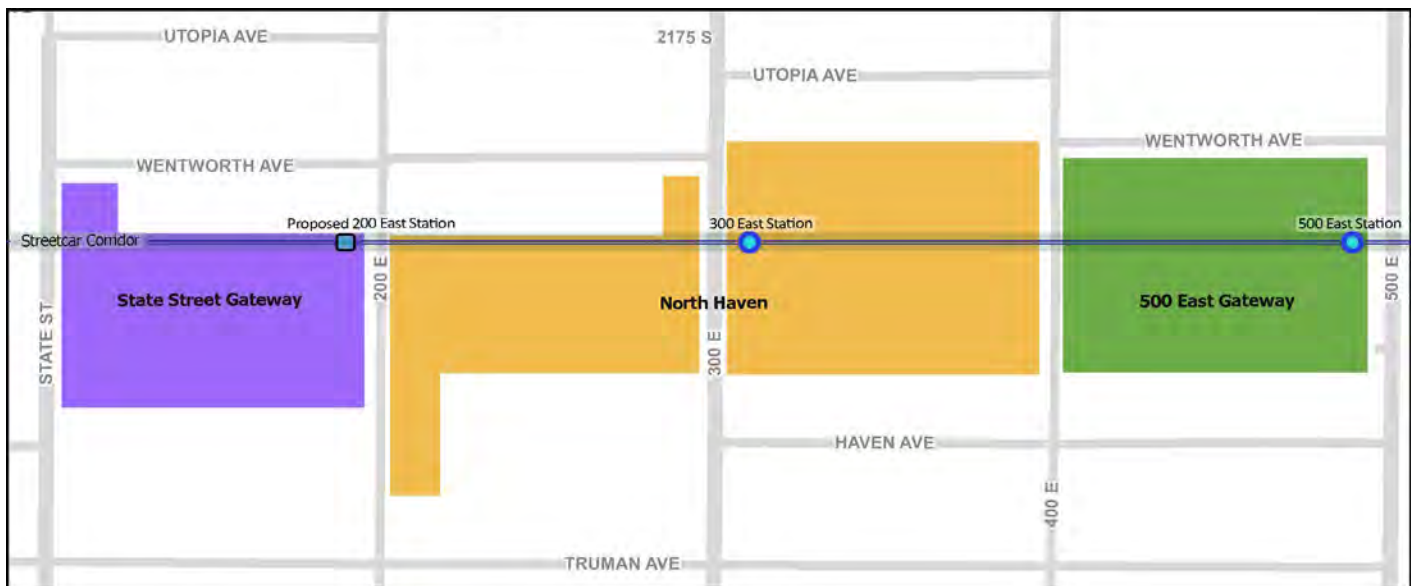 UTOPIA AVE
2175 S
UTOPIA AVE
WENTWORTH AVE
WENTWORTH AVE
Proposed 200 East Station
300 East Station
500 East Station
Streetcar Corridor
200 E
500 E
State Street Gateway
North Haven
500 East Gateway
STATE ST
300 E
HAVEN AVE
400 E
TRUMAN AVE